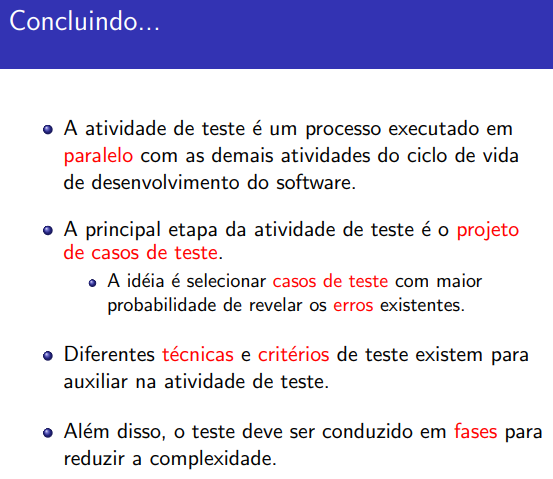 Concluindo...
A atividade de teste é um processo executado em
paralelo com as demais atividades do ciclo de vida
de desenvolvimento do software.
A principal etapa da atividade de teste é o projeto
de casos de teste.
A idéia é selecionar casos de teste com maior
probabilidade de revelar os erros existentes.
Diferentes técnicas e critérios de teste existem para
auxiliar na atividade de teste.
Além disso, o teste deve ser conduzido em fases para
reduzir a complexidade.